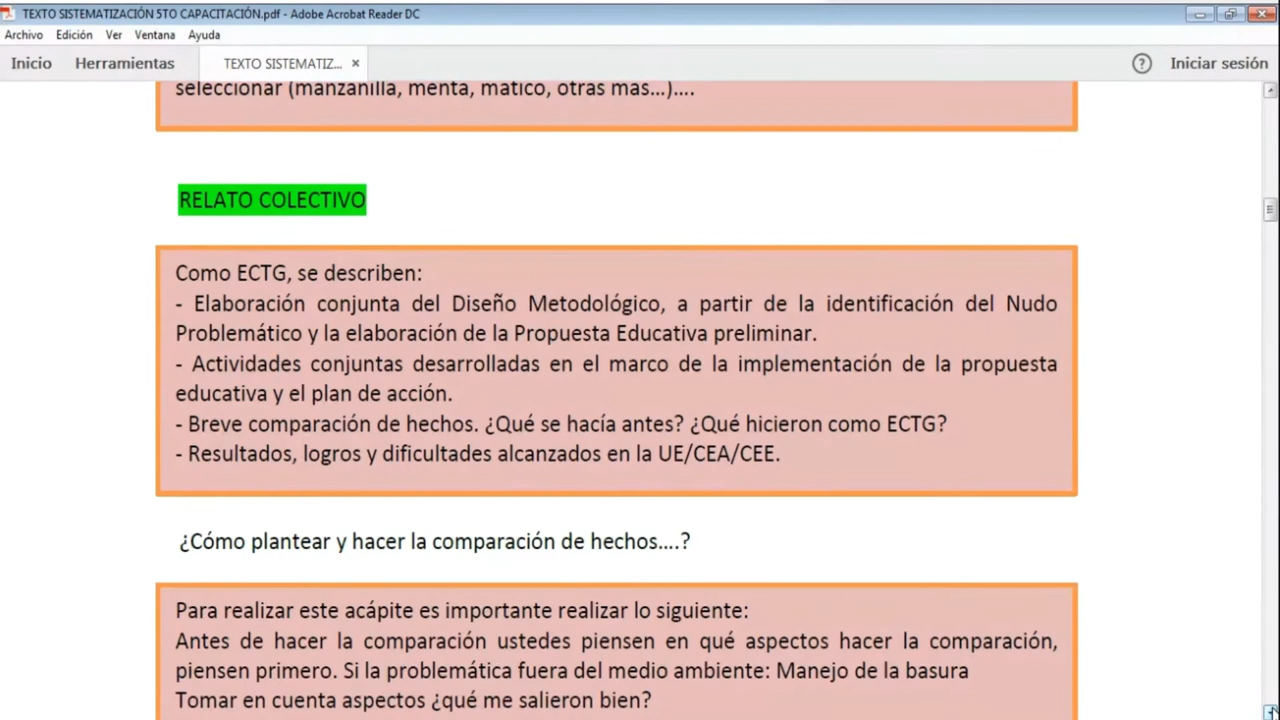 TEXTO SISTEMATIZACIÓN 5TO CAPACITACIÓN.pdf - Adobe Acrobat Reader DC
Archivo Edición Ver Ventana Ayuda
Inicio Herramientas TEXTO SISTEMATIZ... × ? Iniciar sesión
seleccionar (manzanilla, menta, matico, otras más...)....
RELATO COLECTIVO
Como ECTG, se describen:
- Elaboración conjunta del Diseño Metodológico, a partir de la identificación del Nudo
Problemático y la elaboración de la Propuesta Educativa preliminar.
- Actividades conjuntas desarrolladas en el marco de la implementación de la propuesta
educativa y el plan de acción.
- Breve comparación de hechos. ¿Qué se hacía antes? ¿Qué hicieron como ECTG?
- Resultados, logros y dificultades alcanzados en la UE/CEA/CEE.
¿Cómo plantear y hacer la comparación de hechos....?
Para realizar este acápite es importante realizar lo siguiente:
Antes de hacer la comparación ustedes piensen en qué aspectos hacer la comparación,
piensen primero. Si la problemática fuera del medio ambiente: Manejo de la basura
Tomar en cuenta aspectos ¿qué me salieron bien?